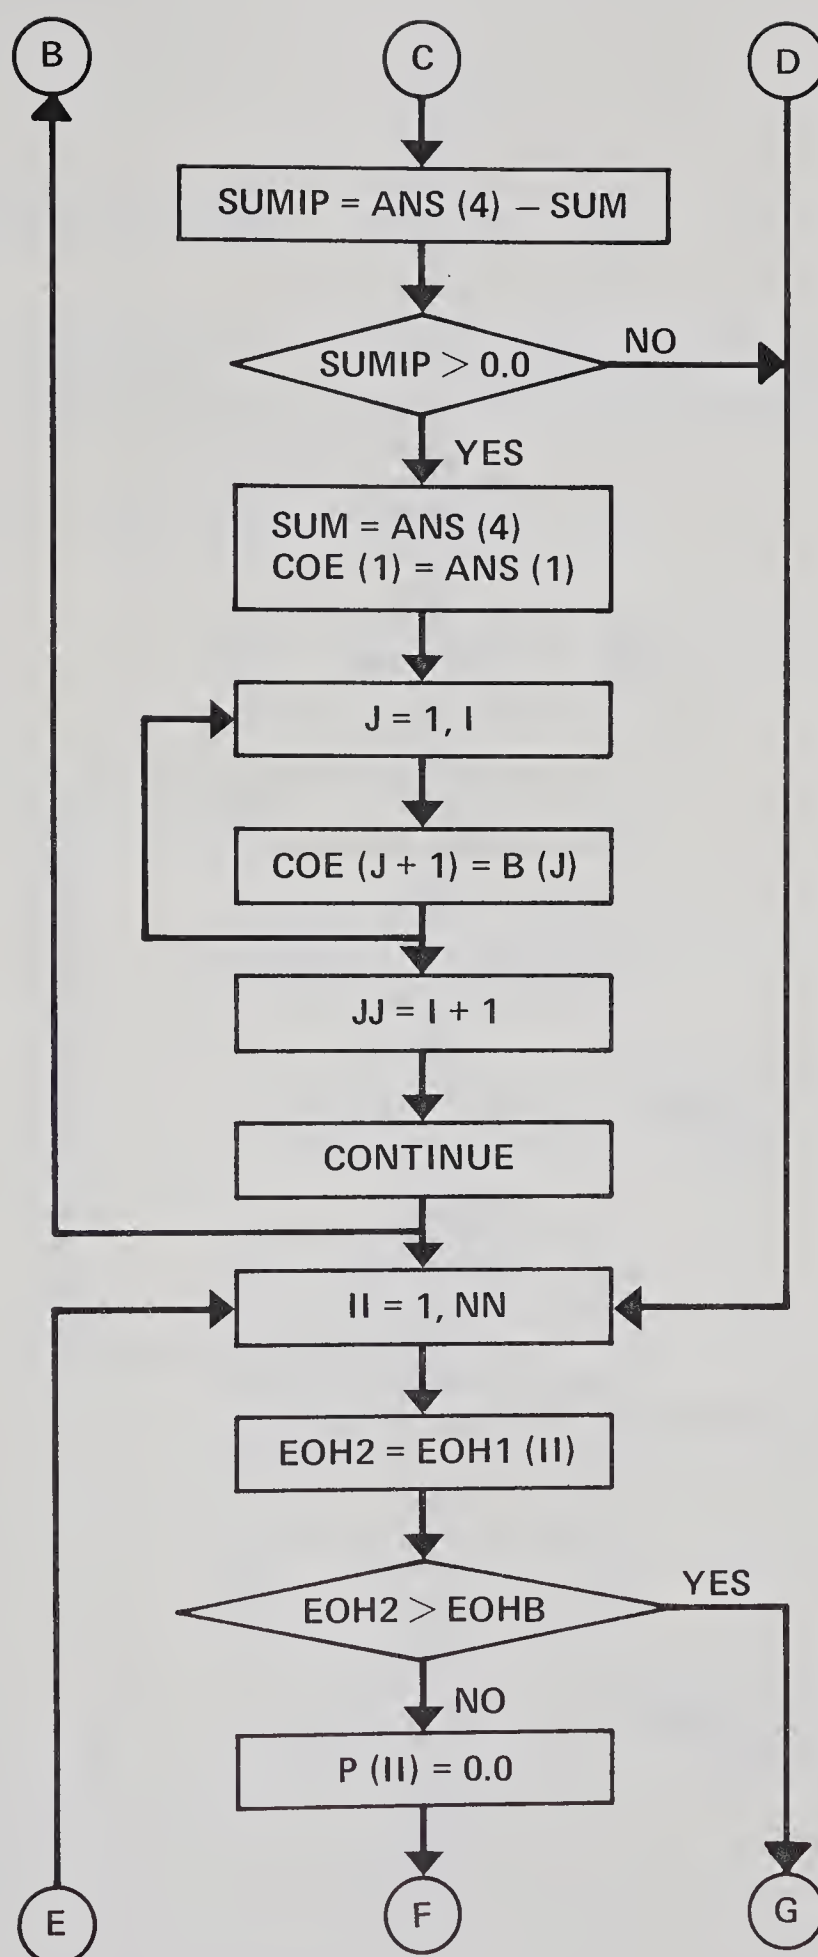 B
C
D
SUMIP = ANS (4) – SUM
SUMIP > 0.0
NO
YES
SUM = ANS (4)
COE (1) = ANS (1)
J = 1, I
COE (J + 1) = B (J)
JJ = I + 1
CONTINUE
II = 1, NN
EOH2 = EOH1 (II)
EOH2 > EOHB
YES
NO
P (II) = 0.0
E
F
G